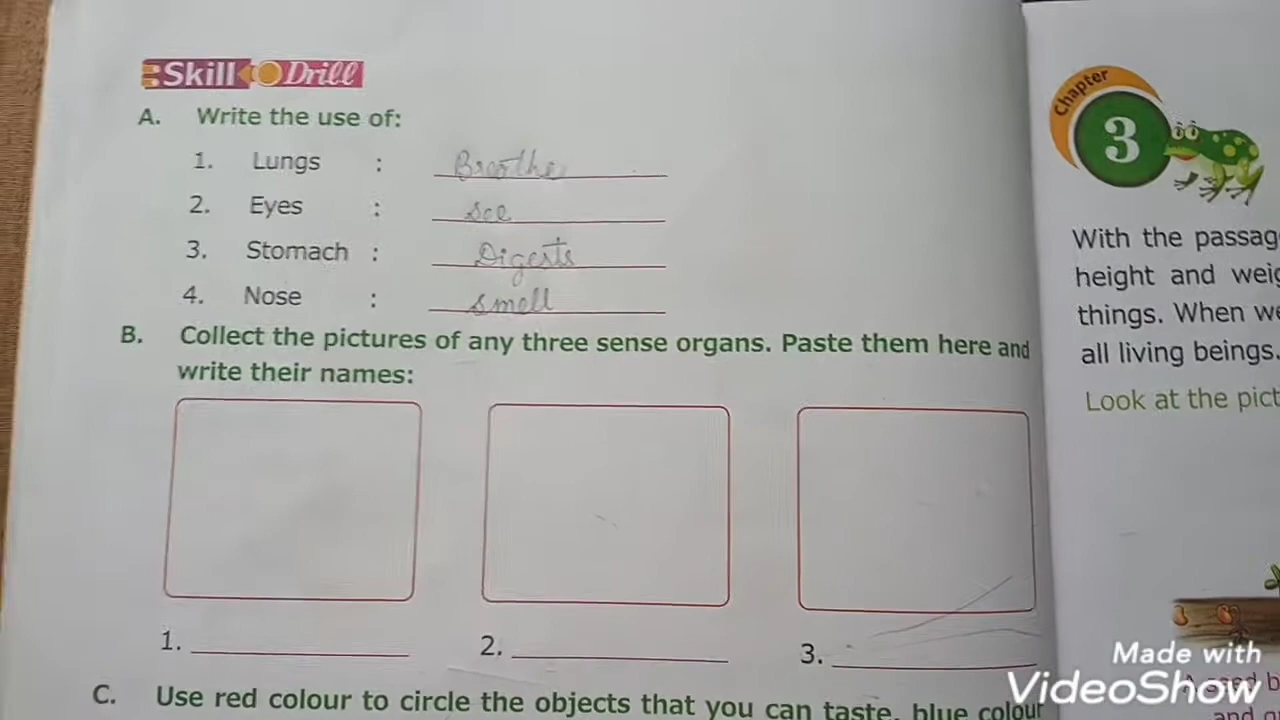 Skill Drill
A. Write the use of:
1. Lungs : Breathe
2. Eyes : see
3. Stomach : Digests
4. Nose : smell
B. Collect the pictures of any three sense organs. Paste them here and
write their names:
1.
2.
3.
C. Use red colour to circle the objects that you can taste, blue colour
Chapter
3
With the passag
height and weig
things. When we
all living beings.
Look at the pict
Made with
VideoShow